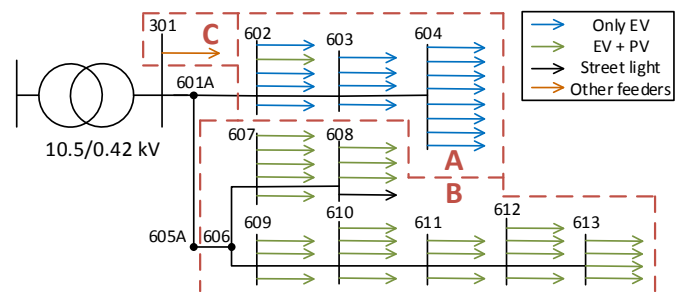 301
C
602
603
604
Only EV
EV + PV
Street light
Other feeders
601A
10.5/0.42 kV
607
608
A
B
605A
606
609
610
611
612
613